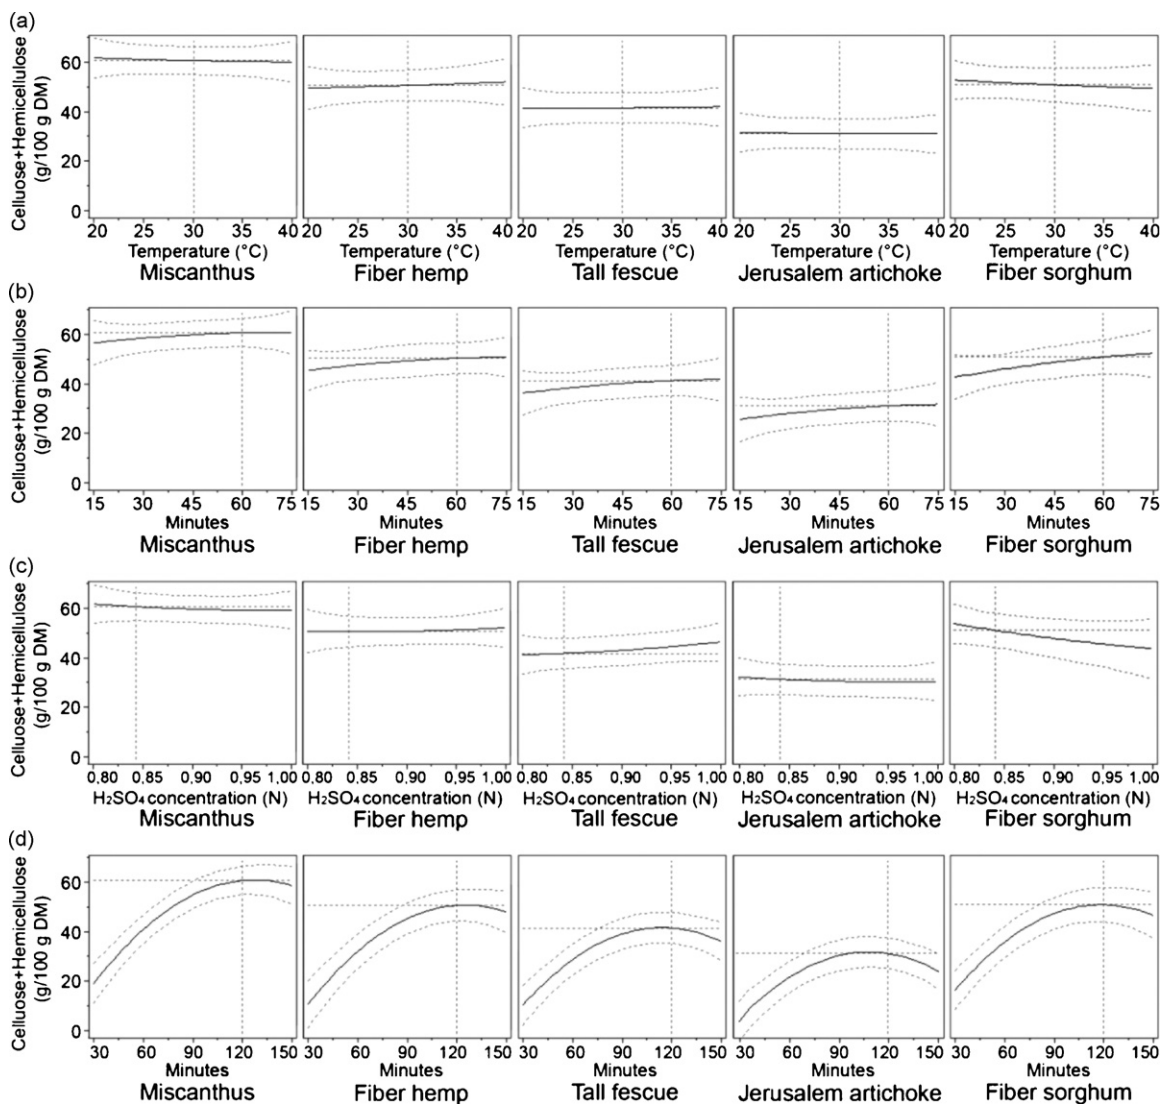 (a)
Celluose+Hemicellulose
(g/100 g DM)
60
40
20
0
20 25 30 35 40 20 25 30 35 40 20 25 30 35 40 20 25 30 35 40 20 25 30 35 40
Temperature (°C) Temperature (°C) Temperature (°C) Temperature (°C) Temperature (°C)
Miscanthus Fiber hemp Tall fescue Jerusalem artichoke Fiber sorghum
(b)
Celluose+Hemicellulose
(g/100 g DM)
60
40
20
0
15 30 45 60 75 15 30 45 60 75 15 30 45 60 75 15 30 45 60 75 15 30 45 60 75
Minutes Minutes Minutes Minutes Minutes
Miscanthus Fiber hemp Tall fescue Jerusalem artichoke Fiber sorghum
(c)
Celluose+Hemicellulose
(g/100 g DM)
60
40
20
0
0,80 0,85 0,90 0,95 1,00 0,80 0,85 0,90 0,95 1,00 0,80 0,85 0,90 0,95 1,00 0,80 0,85 0,90 0,95 1,00 0,80 0,85 0,90 0,95 1,00
H₂SO₄ concentration (N) H₂SO₄ concentration (N) H₂SO₄ concentration (N) H₂SO₄ concentration (N) H₂SO₄ concentration (N)
Miscanthus Fiber hemp Tall fescue Jerusalem artichoke Fiber sorghum
(d)
Celluose+Hemicellulose
(g/100 g DM)
60
40
20
0
30 60 90 120 150 30 60 90 120 150 30 60 90 120 150 30 60 90 120 150 30 60 90 120 150
Minutes Minutes Minutes Minutes Minutes
Miscanthus Fiber hemp Tall fescue Jerusalem artichoke Fiber sorghum